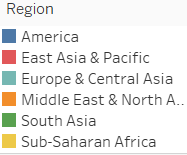 Region
America
East Asia & Pacific
Europe & Central Asia
Middle East & North A..
South Asia
Sub-Saharan Africa